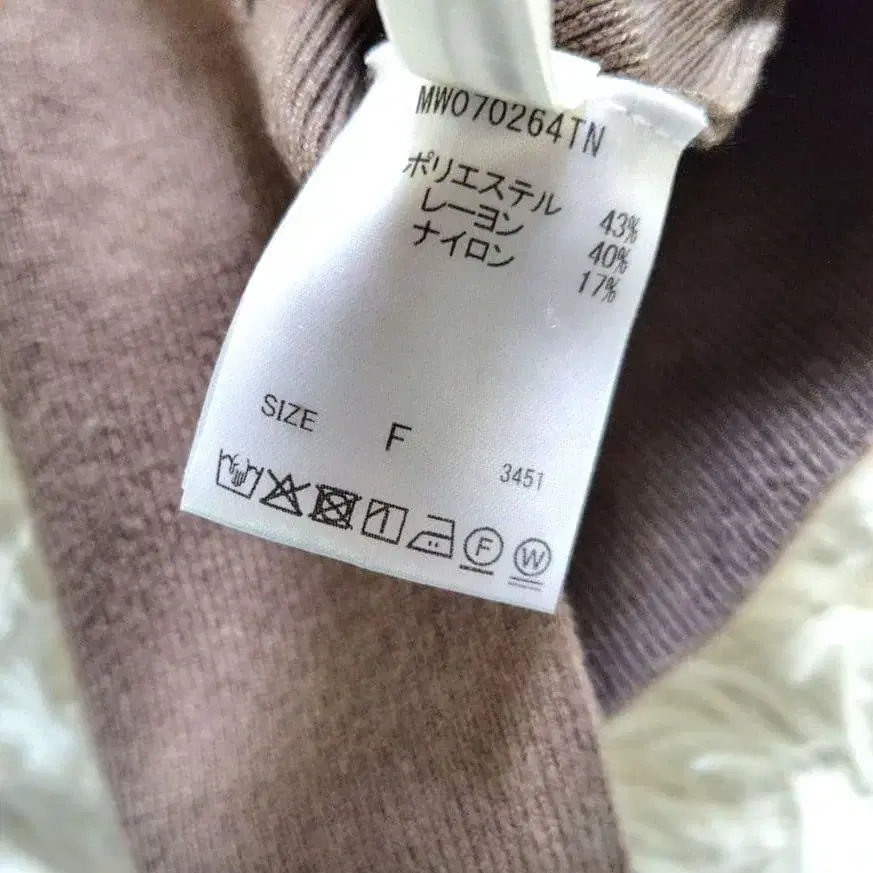 MW070264TN
ポリエステル 43%
レーヨン 40%
ナイロン 17%
SIZE F
3451
F W